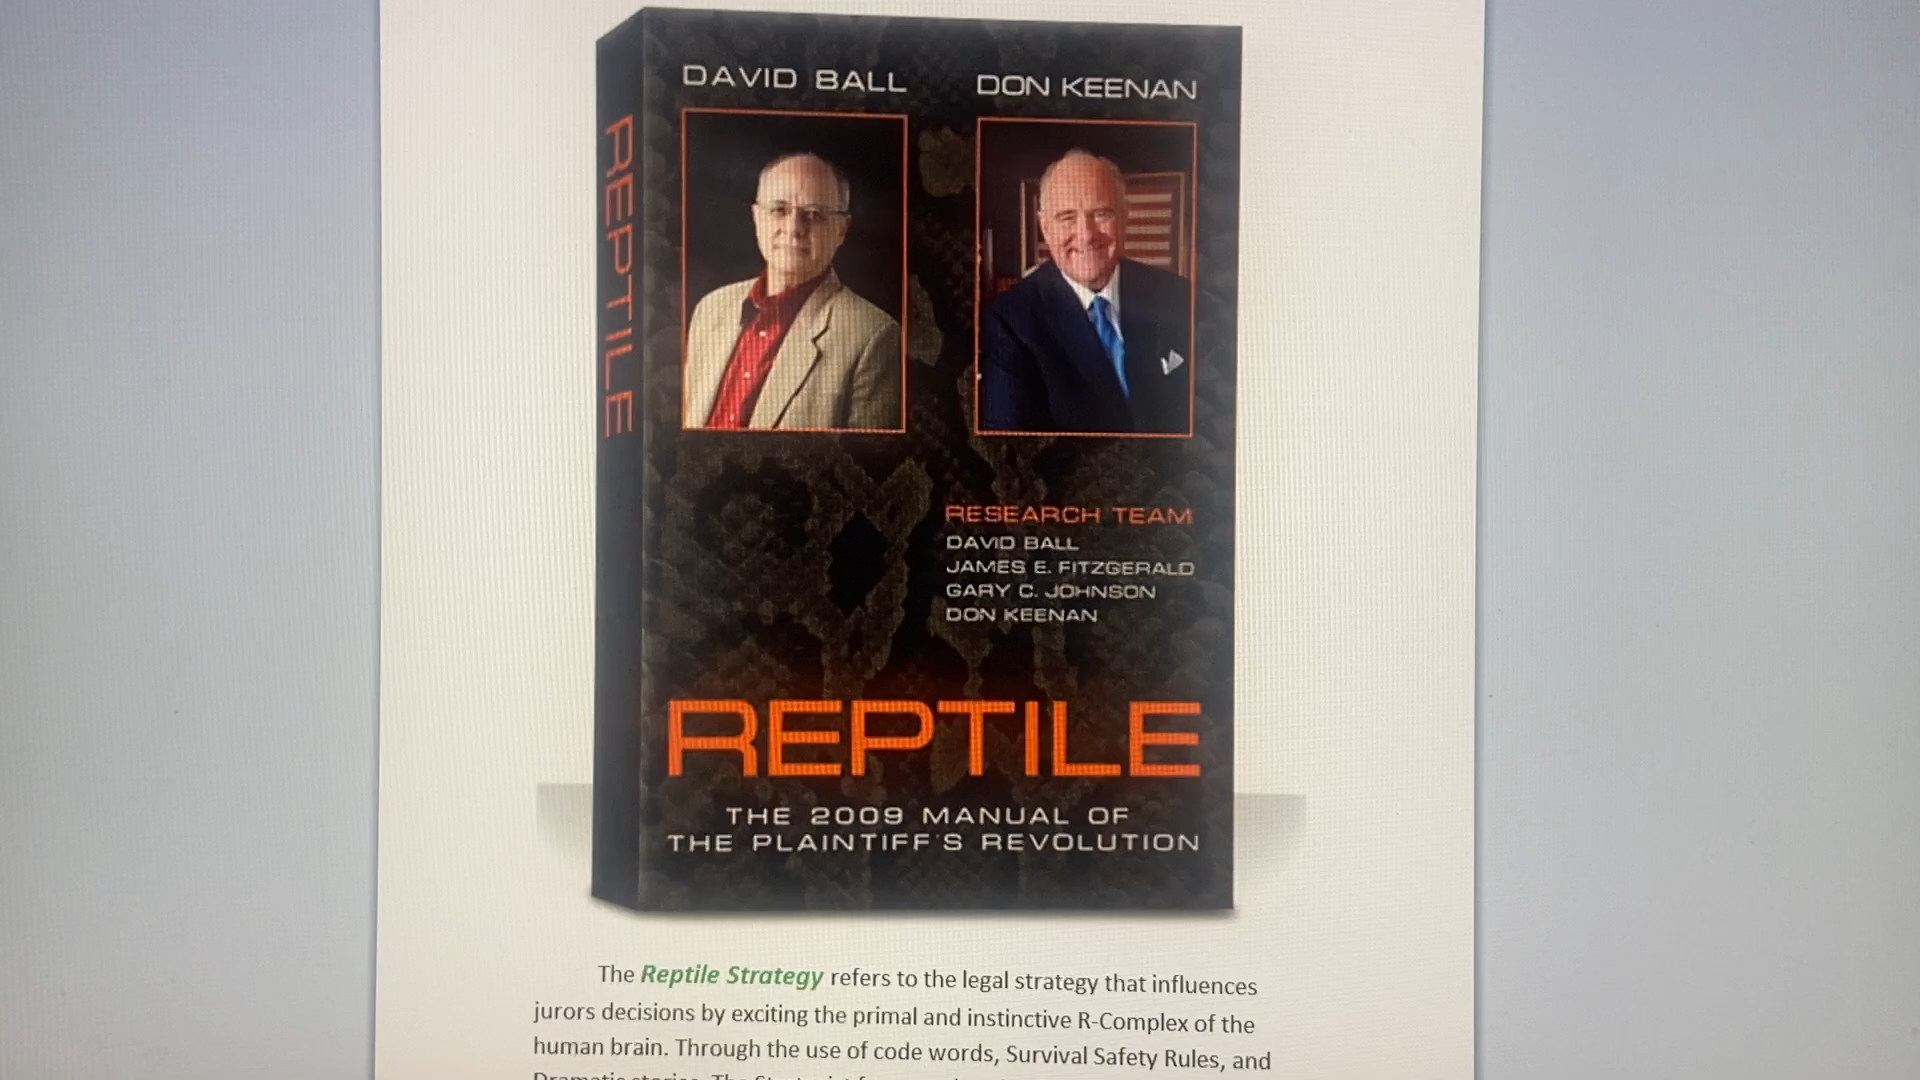 DAVID BALL
DON KEENAN
REPTILE
RESEARCH TEAM
DAVID BALL
JAMES E. FITZGERALD
GARY C. JOHNSON
DON KEENAN
REPTILE
THE 2009 MANUAL OF
THE PLAINTIFF'S REVOLUTION
The Reptile Strategy refers to the legal strategy that influences
jurors decisions by exciting the primal and instinctive R-Complex of the
human brain. Through the use of code words, Survival Safety Rules, and